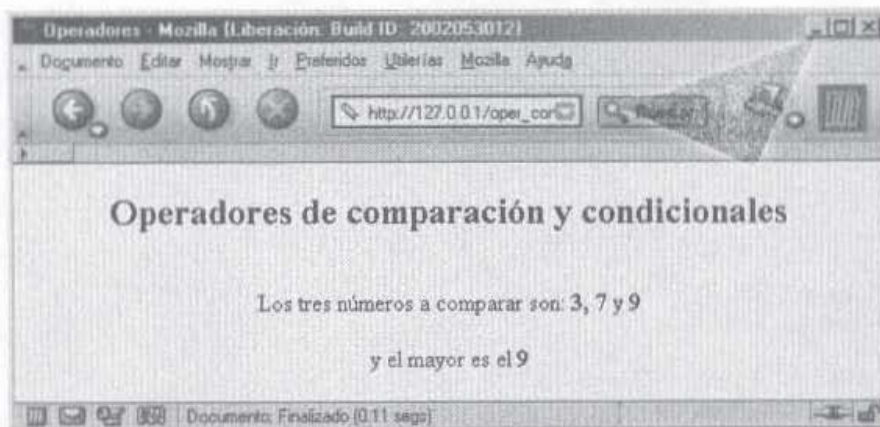 Operadores - Mozilla {Liberación: Build ID: 2002053012}
Documento Editar Mostrar Ir Preferidos Utilerías Mozilla Ayuda
http://127.0.0.1/oper_con
Operadores de comparación y condicionales
Los tres números a comparar son: 3, 7 y 9
y el mayor es el 9
Documento: Finalizado (0.11 segs)